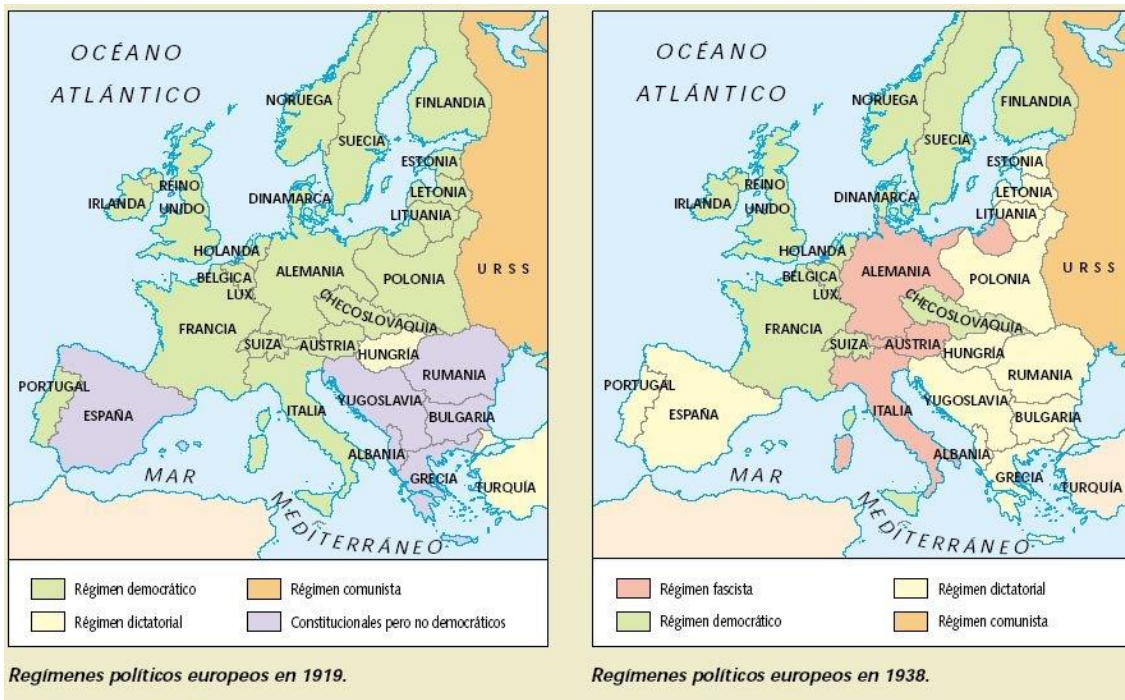 OCÉANO
ATLÁNTICO
NORUEGA
FINLANDIA
SUECIA
ESTONIA
LETONIA
LITUANIA
DINAMARCA
IRLANDA
REINO
UNIDO
HOLANDA
BÉLGICA
LUX.
ALEMANIA
POLONIA
URSS
CHECOSLOVAQUIA
FRANCIA
SUIZA
AUSTRIA
HUNGRÍA
RUMANIA
PORTUGAL
ESPAÑA
ITALIA
YUGOSLAVIA
BULGARIA
ALBANIA
GRECIA
TURQUÍA
MAR
MEDITERRÁNEO
Régimen democrático
Régimen comunista
Régimen dictatorial
Constitucionales pero no democráticos
Regímenes políticos europeos en 1919.
OCÉANO
ATLÁNTICO
NORUEGA
FINLANDIA
SUECIA
ESTONIA
LETONIA
LITUANIA
DINAMARCA
IRLANDA
REINO
UNIDO
HOLANDA
BÉLGICA
LUX.
ALEMANIA
POLONIA
URSS
CHECOSLOVAQUIA
FRANCIA
SUIZA
AUSTRIA
HUNGRÍA
RUMANIA
PORTUGAL
ESPAÑA
ITALIA
YUGOSLAVIA
BULGARIA
ALBANIA
GRECIA
TURQUÍA
MAR
MEDITERRÁNEO
Régimen fascista
Régimen dictatorial
Régimen democrático
Régimen comunista
Regímenes políticos europeos en 1938.